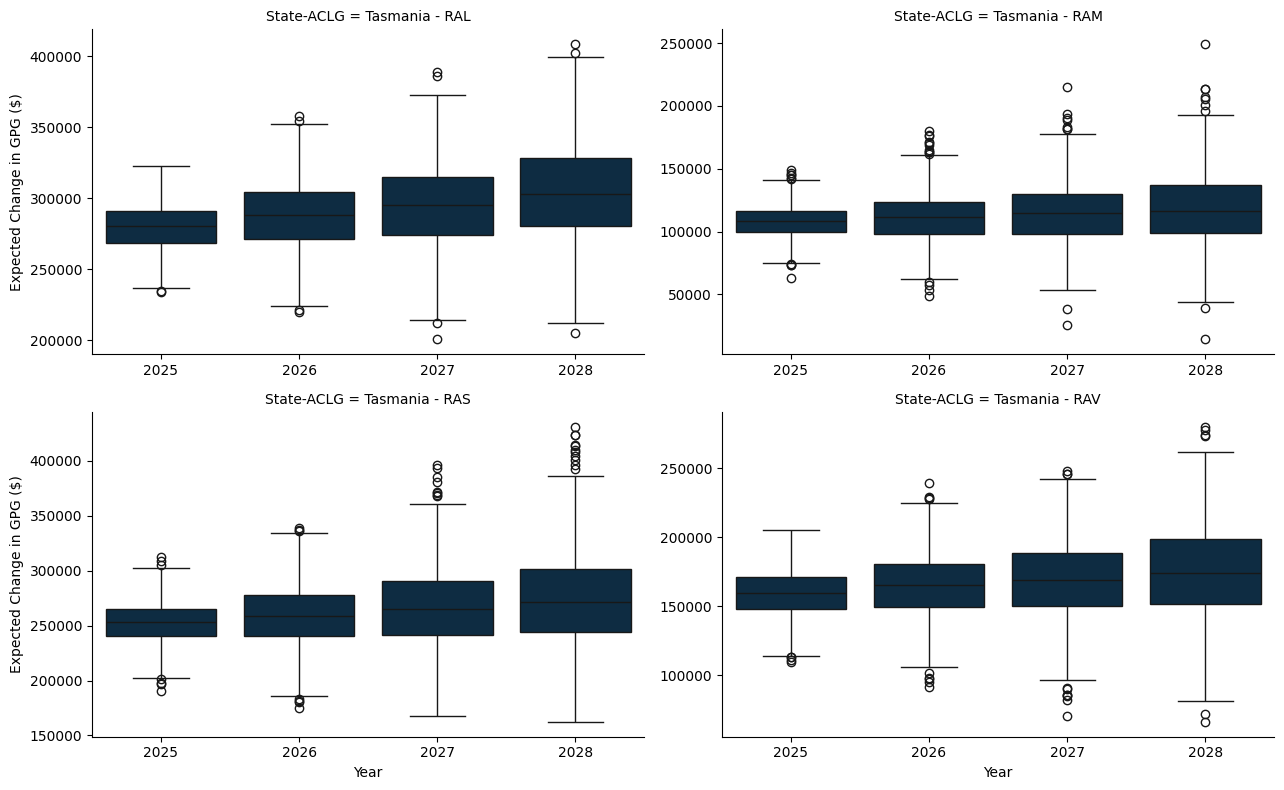 State-ACLG = Tasmania - RAL
Expected Change in GPG ($)
400000
350000
300000
250000
200000
2025 2026 2027 2028
State-ACLG = Tasmania - RAM
250000
200000
150000
100000
50000
2025 2026 2027 2028
State-ACLG = Tasmania - RAS
Expected Change in GPG ($)
400000
350000
300000
250000
200000
150000
2025 2026 2027 2028
Year
State-ACLG = Tasmania - RAV
250000
200000
150000
100000
2025 2026 2027 2028
Year